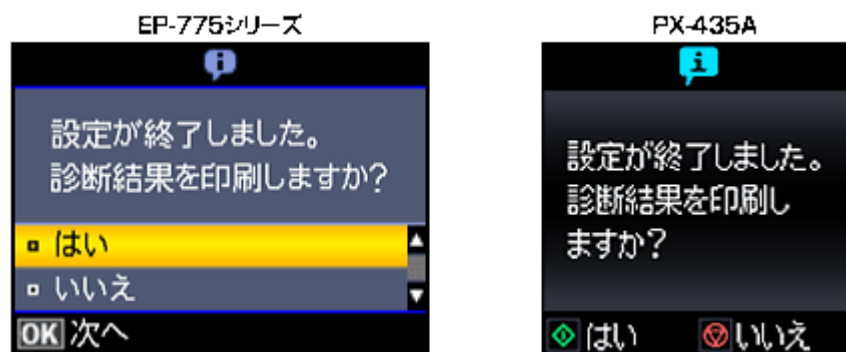 EP-775シリーズ
設定が終了しました。
診断結果を印刷しますか?
はい
いいえ
OK 次へ
PX-435A
設定が終了しました。
診断結果を印刷し
ますか?
はい いいえ